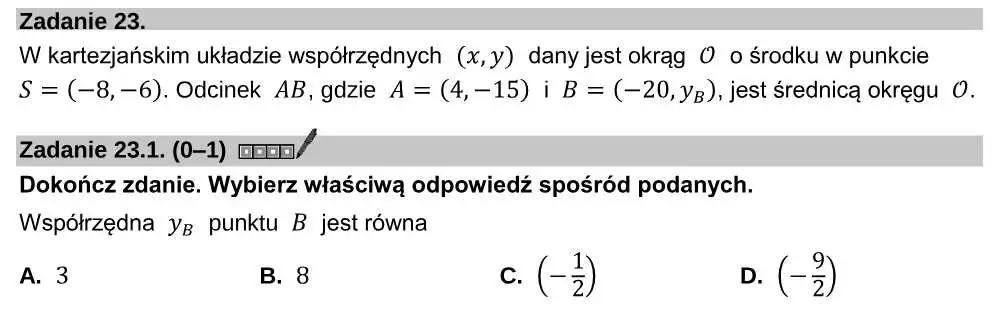 Zadanie 23.
W kartezjańskim układzie współrzędnych (x, y) dany jest okrąg 𝒪 o środku w punkcie
S = (−8, −6). Odcinek AB, gdzie A = (4, −15) i B = (−20, y_B), jest średnicą okręgu 𝒪.
Zadanie 23.1. (0–1)
Dokończ zdanie. Wybierz właściwą odpowiedź spośród podanych.
Współrzędna y_B punktu B jest równa
A. 3 B. 8 C. (−1/2) D. (−9/2)